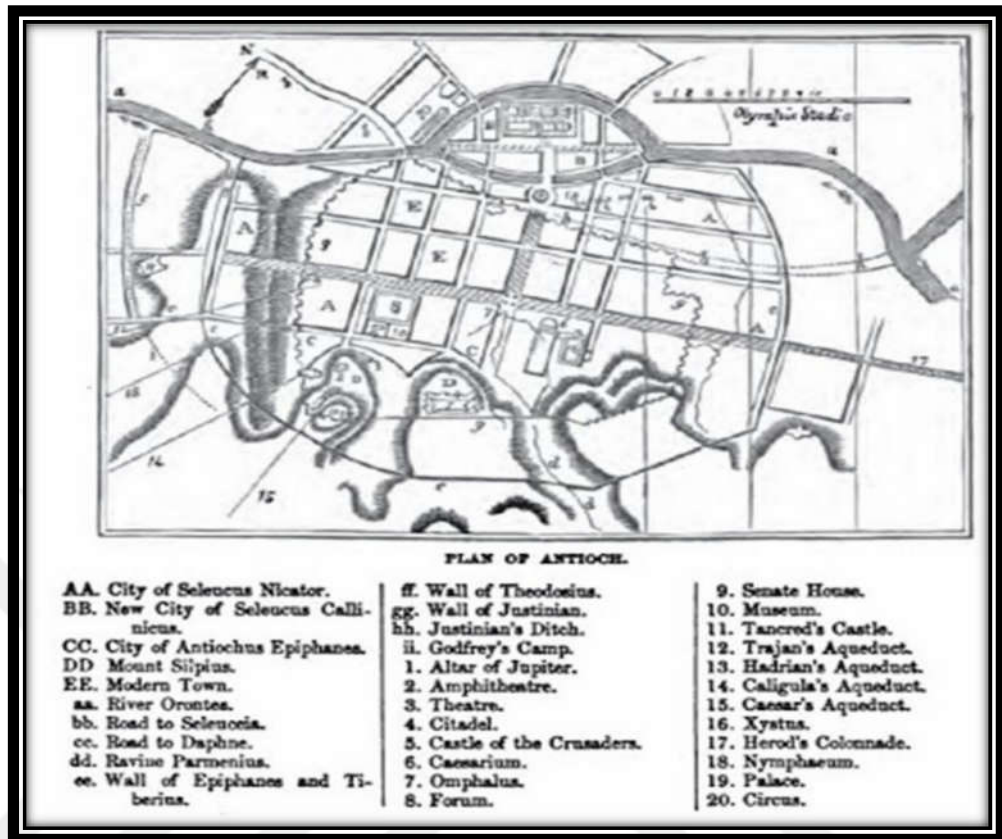 a
N
Olympic Stadia
a
A
E
A
E
A
S
A
C
D
17
14
15
e
d
d
PLAN OF ANTIOCH.
AA. City of Seleucus Nicator.
BB. New City of Seleucus Calli-
nicus.
CC. City of Antiochus Epiphanes.
DD Mount Silpius.
EE. Modern Town.
aa. River Orontes.
bb. Road to Seleuceia.
cc. Road to Daphne.
dd. Ravine Parmenius.
ee. Wall of Epiphanes and Ti-
berius.
ff. Wall of Theodosius.
gg. Wall of Justinian.
hh. Justinian's Ditch.
ii. Godfrey's Camp.
1. Altar of Jupiter.
2. Amphitheatre.
3. Theatre.
4. Citadel.
5. Castle of the Crusaders.
6. Caesarium.
7. Omphalus.
8. Forum.
9. Senate House.
10. Museum.
11. Tancred's Castle.
12. Trajan's Aqueduct.
13. Hadrian's Aqueduct.
14. Caligula's Aqueduct.
15. Caesar's Aqueduct.
16. Xystus.
17. Herod's Colonnade.
18. Nymphaeum.
19. Palace.
20. Circus.